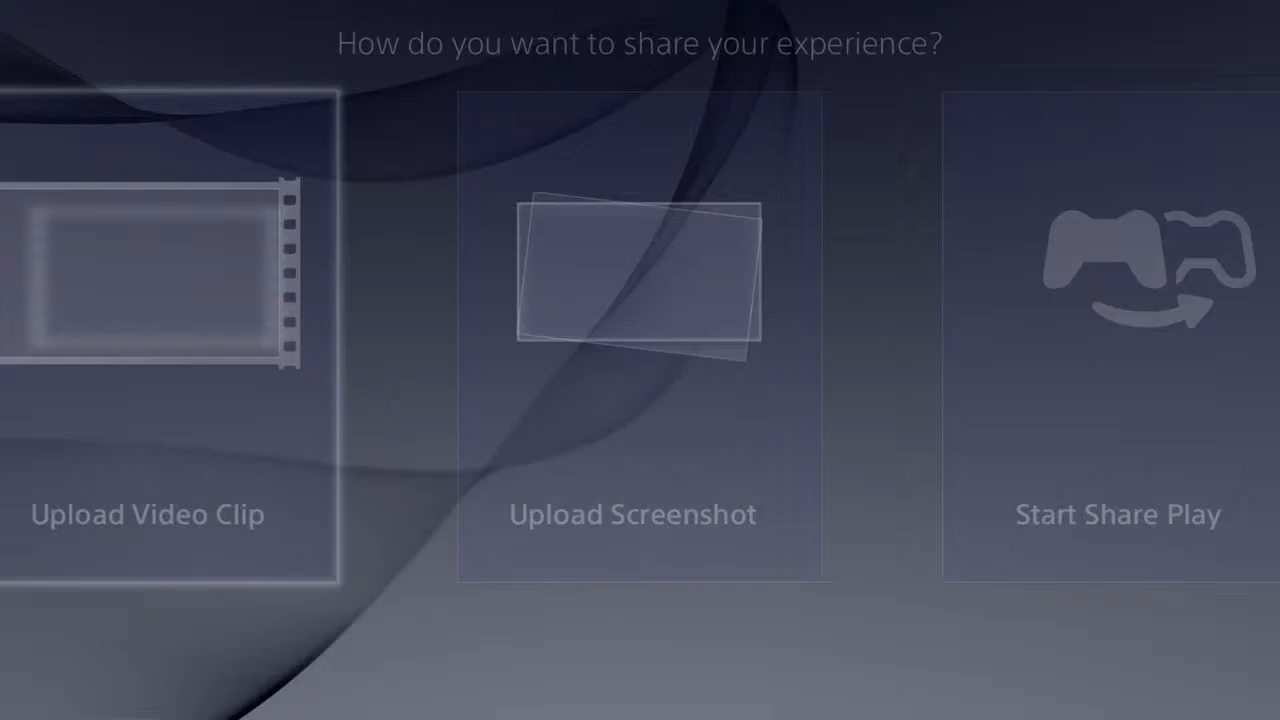 How do you want to share your experience?
Upload Video Clip
Upload Screenshot
Start Share Play